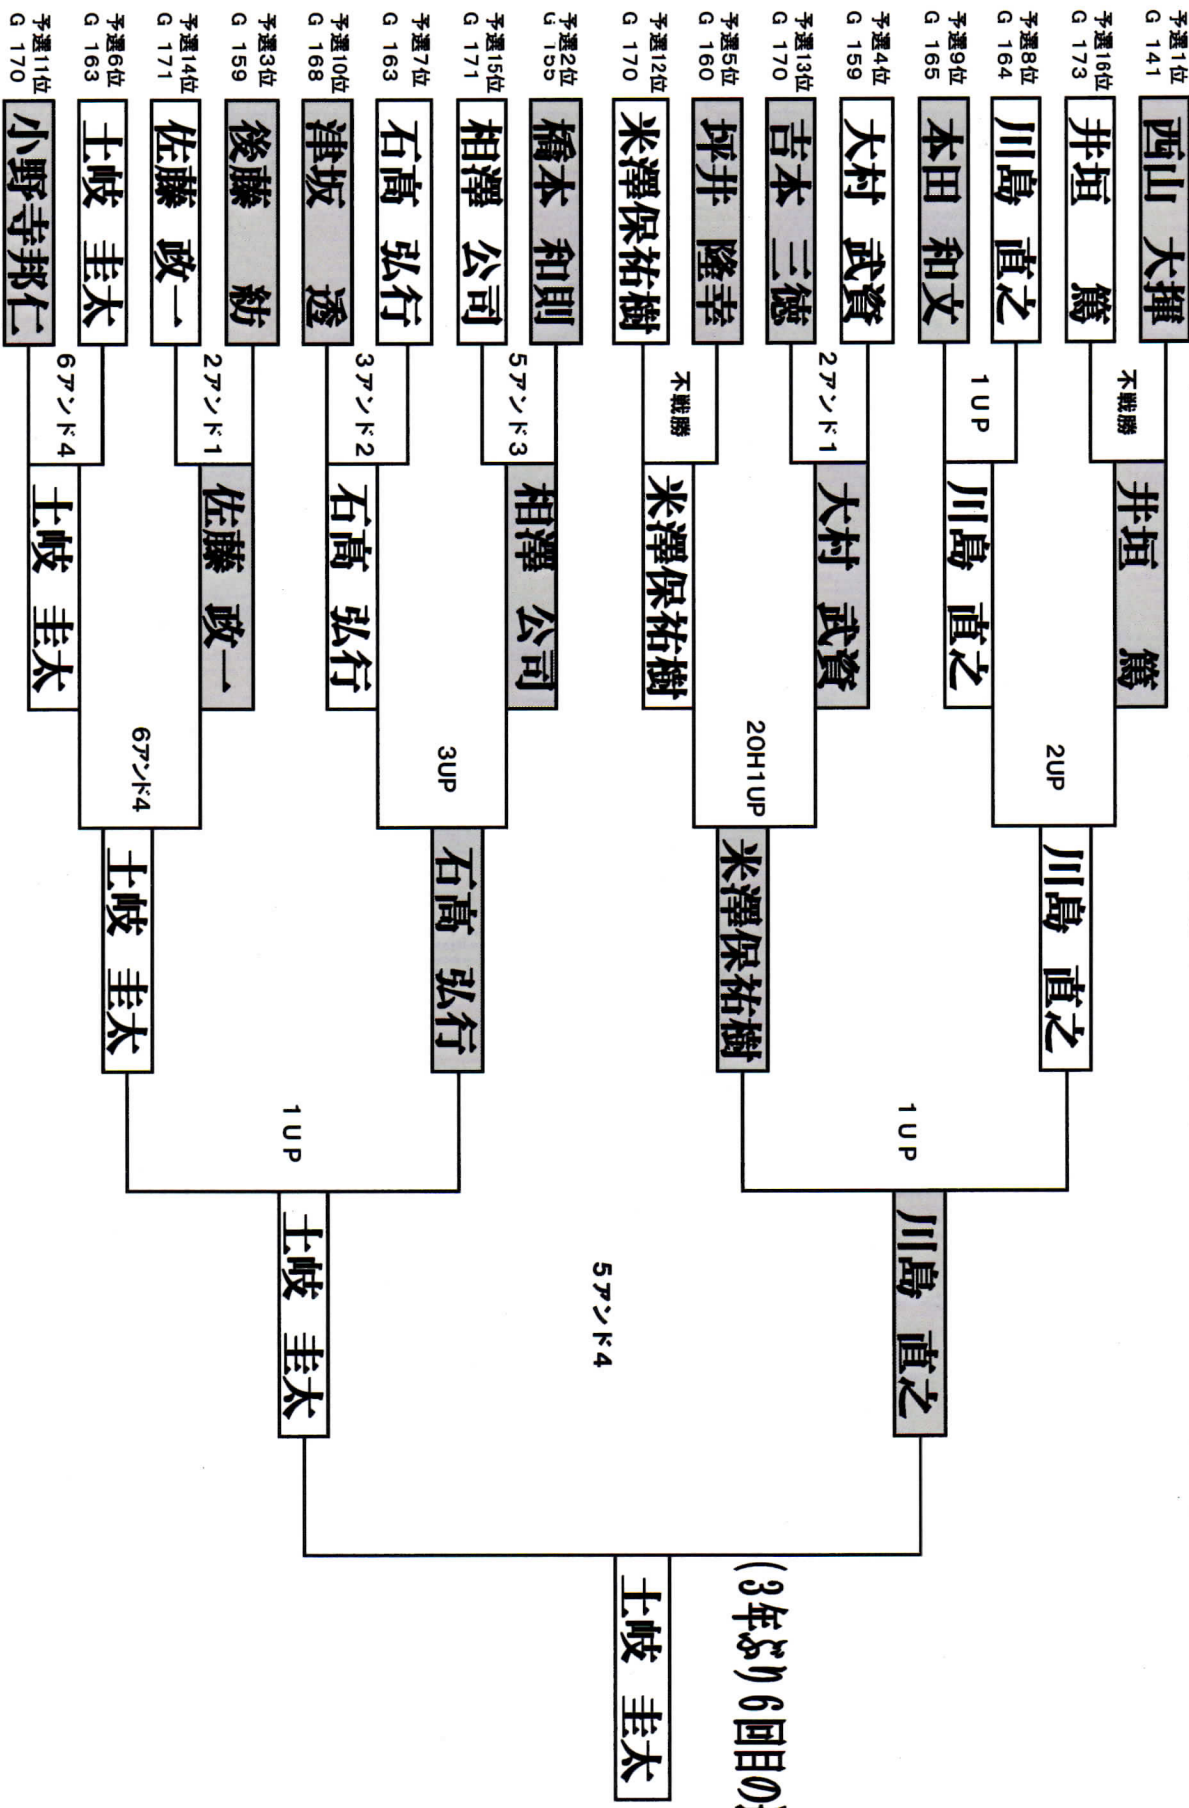 予選1位
G 141
西山 大揮
予選16位
G 173
井垣 篤
予選8位
G 164
川島 直之
予選9位
G 165
本田 和文
予選4位
G 159
大村 武資
予選13位
G 170
吉本 三徳
予選5位
G 160
坪井 隆幸
予選12位
G 170
米澤保祐樹
予選2位
G 155
橋本 和則
予選15位
G 171
相澤 公司
予選7位
G 163
石高 弘行
予選10位
G 168
津坂 透
予選3位
G 159
後藤 紡
予選14位
G 171
佐藤 政一
予選6位
G 163
土岐 圭太
予選11位
G 170
小野寺邦仁
不戦勝
1UP
2アンド1
不戦勝
5アンド3
3アンド2
2アンド1
6アンド4
井垣 篤
川島 直之
大村 武資
米澤保祐樹
相澤 公司
石高 弘行
佐藤 政一
土岐 圭太
2UP
20H1UP
3UP
6アンド4
川島 直之
米澤保祐樹
石高 弘行
土岐 圭太
1UP
1UP
川島 直之
土岐 圭太
5アンド4
(3年ぶり6回目の
土岐 圭太